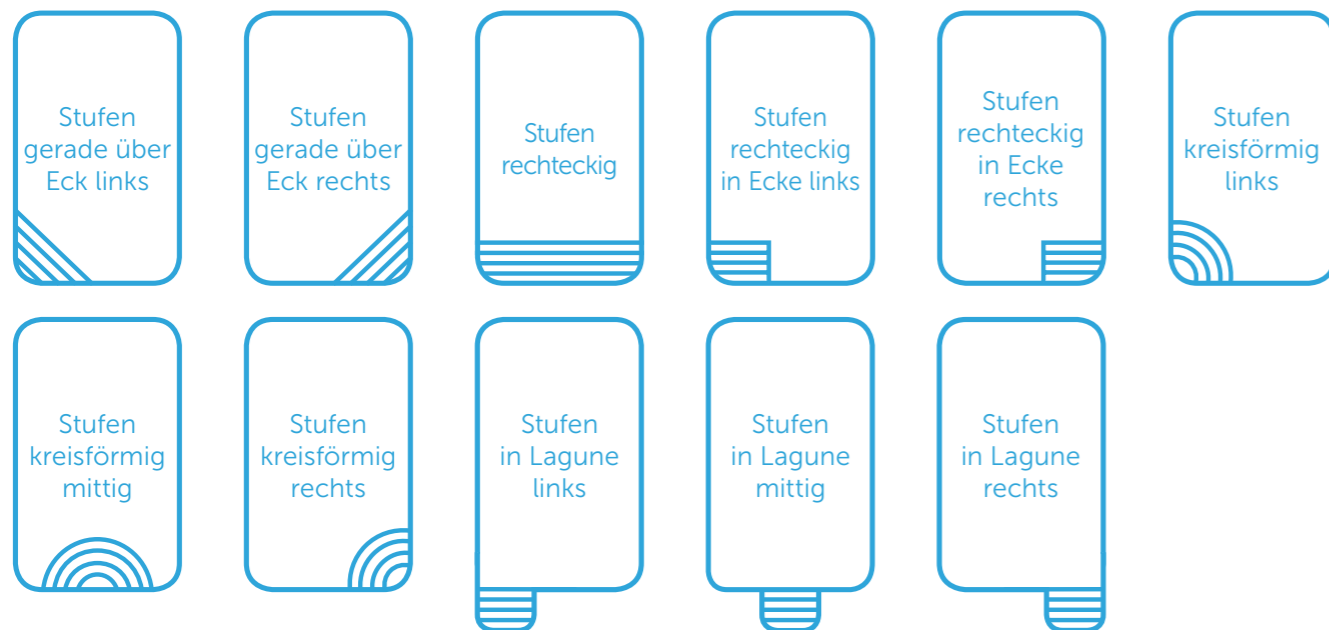 Stufen
gerade über
Eck links
Stufen
gerade über
Eck rechts
Stufen
rechteckig
Stufen
rechteckig
in Ecke links
Stufen
rechteckig
in Ecke
rechts
Stufen
kreisförmig
links
Stufen
kreisförmig
mittig
Stufen
kreisförmig
rechts
Stufen
in Lagune
links
Stufen
in Lagune
mittig
Stufen
in Lagune
rechts